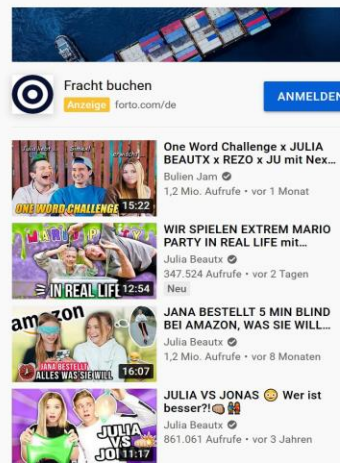 Fracht buchen
Anzeige forto.com/de
ANMELDEN
One Word Challenge x JULIA
BEAUTX x REZO x JU mit Nex...
Bulien Jam
1,2 Mio. Aufrufe • vor 1 Monat
ONE WORD CHALLENGE 15:22
WIR SPIELEN EXTREM MARIO
PARTY IN REAL LIFE mit...
Julia Beautx
347.524 Aufrufe • vor 2 Tagen
Neu
MARIO PARTY
IN REAL LIFE 12:54
JANA BESTELLT 5 MIN BLIND
BEI AMAZON, WAS SIE WILL...
Julia Beautx
1,2 Mio. Aufrufe • vor 8 Monaten
amazon
JANA BESTELLT
ALLES WAS SIE WILL 16:07
JULIA VS JONAS 😳 Wer ist
besser?!👊👫
Julia Beautx
861.061 Aufrufe • vor 3 Jahren
JULIA
VS
11:17